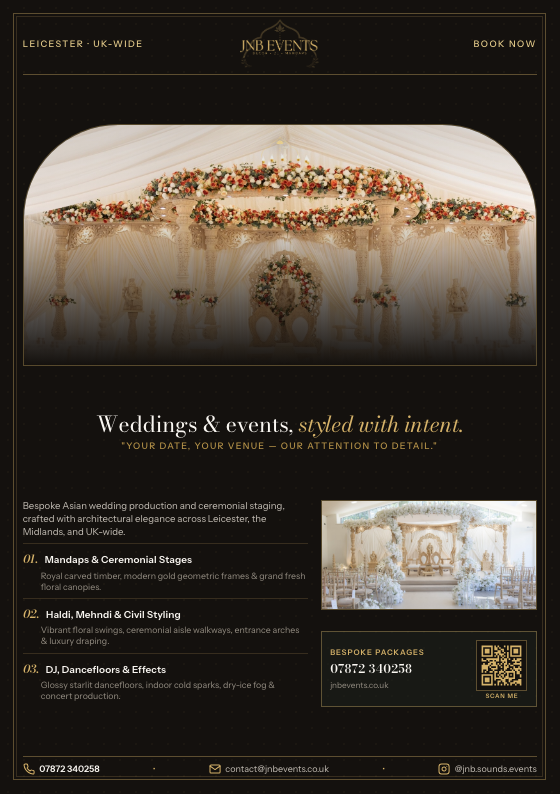 LEICESTER · UK-WIDE
JNB EVENTS
BOOK NOW
Weddings & events, styled with intent.
"YOUR DATE, YOUR VENUE — OUR ATTENTION TO DETAIL."
Bespoke Asian wedding production and ceremonial staging,
crafted with architectural elegance across Leicester, the
Midlands, and UK-wide.
01. Mandaps & Ceremonial Stages
Royal carved timber, modern gold geometric frames & grand fresh
floral canopies.
02. Haldi, Mehndi & Civil Styling
Vibrant floral swings, ceremonial aisle walkways, entrance arches
& luxury draping.
03. DJ, Dancefloors & Effects
Glossy starlit dancefloors, indoor cold sparks, dry-ice fog &
concert production.
BESPOKE PACKAGES
07872 340258
jnbevents.co.uk
SCAN ME
07872 340258 · contact@jnbevents.co.uk · @jnb.sounds.events